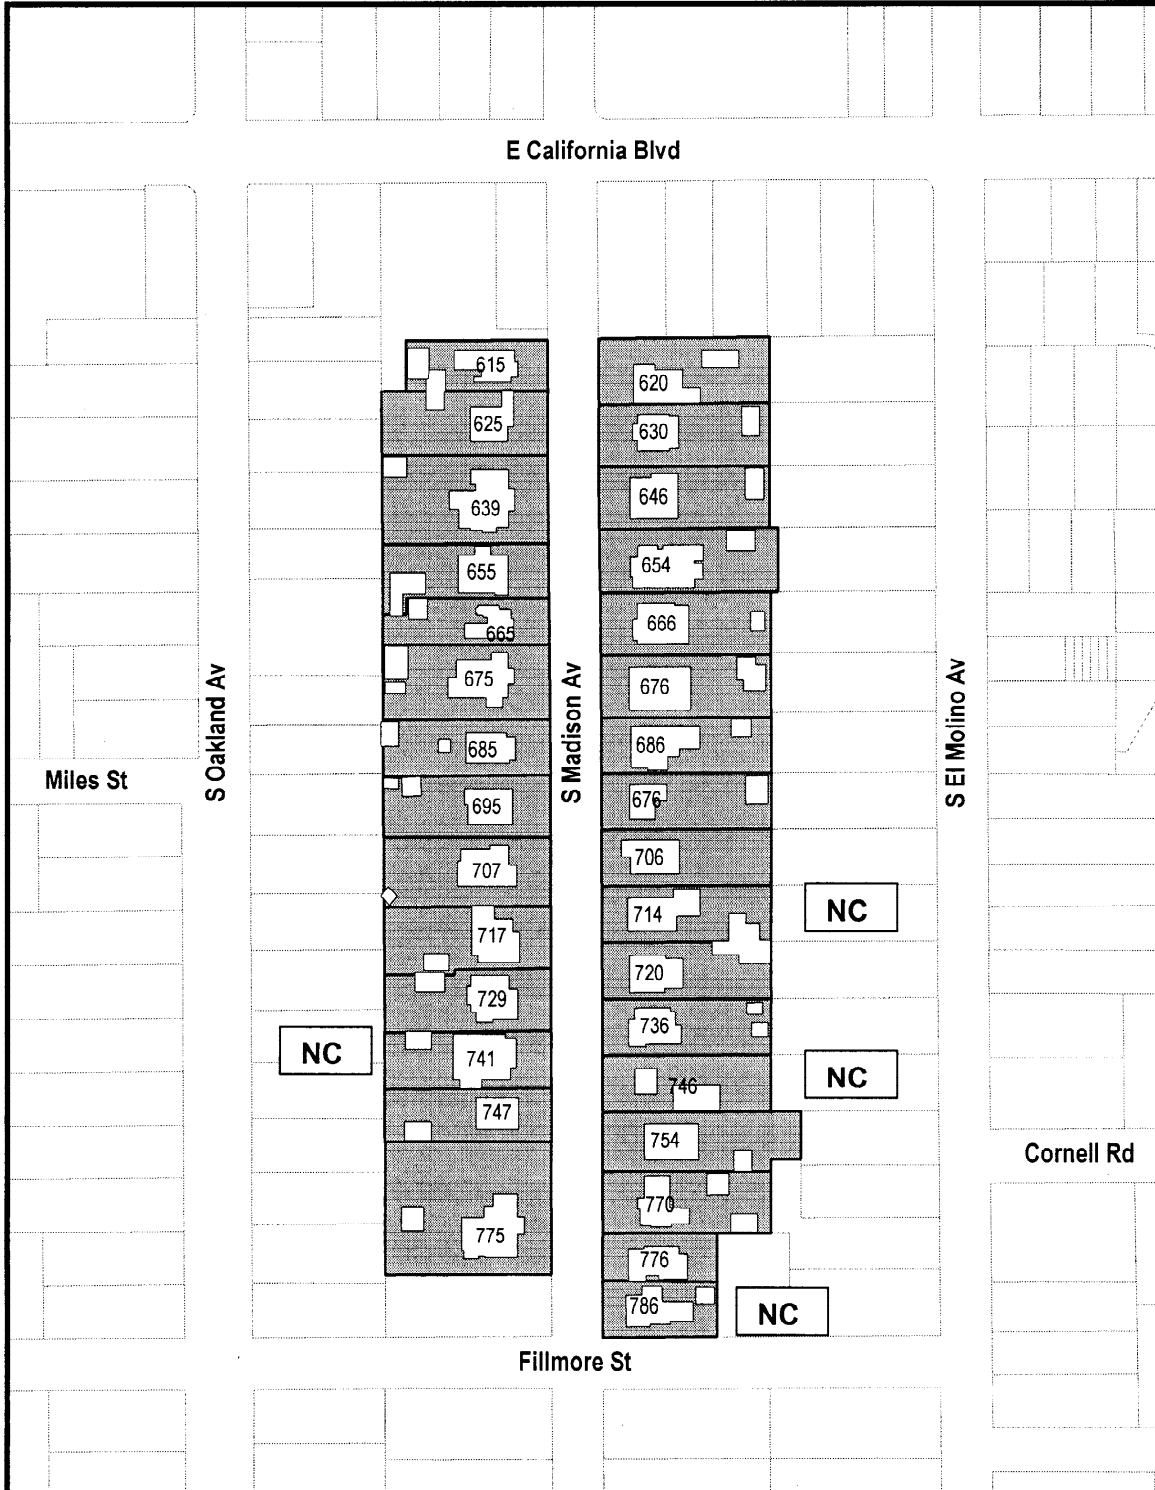 E California Blvd
615
620
625
630
639
646
655
654
665
666
675
676
685
686
695
676
707
706
717
714
NC
729
720
736
NC
741
746
NC
747
754
775
770
776
786
NC
S Oakland Av
S Madison Av
S El Molino Av
Miles St
Cornell Rd
Fillmore St